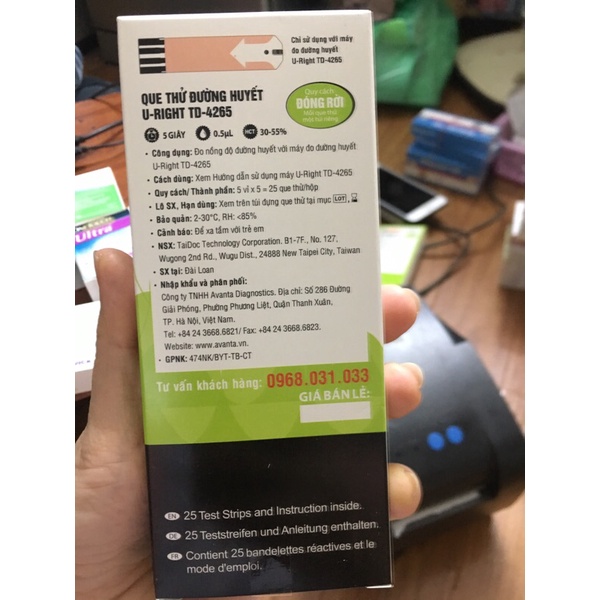 Chỉ sử dụng với máy
đo đường huyết
U-Right TD-4265
QUE THỬ ĐƯỜNG HUYẾT
U-RIGHT TD-4265
Quy cách
ĐÓNG RỜI
Mỗi que thử,
một túi riêng
5 GIÂY 0.5µL HCT 30-55%
• Công dụng: Đo nồng độ đường huyết với máy đo đường huyết
U-Right TD-4265
• Cách dùng: Xem Hướng dẫn sử dụng máy U-Right TD-4265
• Quy cách/ Thành phần: 5 vỉ x 5 = 25 que thử/hộp
• Lô SX, Hạn dùng: Xem trên túi đựng que thử tại mục LOT,
• Bảo quản: 2-30°C, RH: <85%
• Cảnh báo: Để xa tầm với trẻ em
• NSX: TaiDoc Technology Corporation. B1-7F., No. 127,
Wugong 2nd Rd., Wugu Dist., 24888 New Taipei City, Taiwan
• SX tại: Đài Loan
• Nhập khẩu và phân phối:
Công ty TNHH Avanta Diagnostics. Địa chỉ: Số 286 Đường
Giải Phóng, Phường Phương Liệt, Quận Thanh Xuân,
TP. Hà Nội, Việt Nam.
Tel: +84 24 3668.6821/ Fax: +84 24 3668.6823.
Website: www.avanta.vn.
• GPNK: 474NK/BYT-TB-CT
Tư vấn khách hàng: 0968.031.033
GIÁ BÁN LẺ:
EN 25 Test Strips and Instruction inside.
DE 25 Teststreifen und Anleitung enthalten.
FR Contient 25 bandelettes réactives et le
mode d'emploi.
Ultra